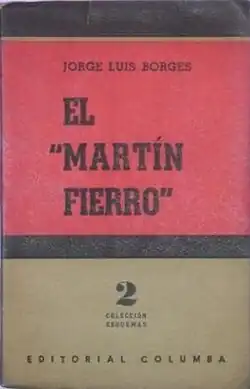 JORGE LUIS BORGES
EL
"MARTÍN
FIERRO"
2
COLECCIÓN
ESQUEMAS
EDITORIAL COLUMBA